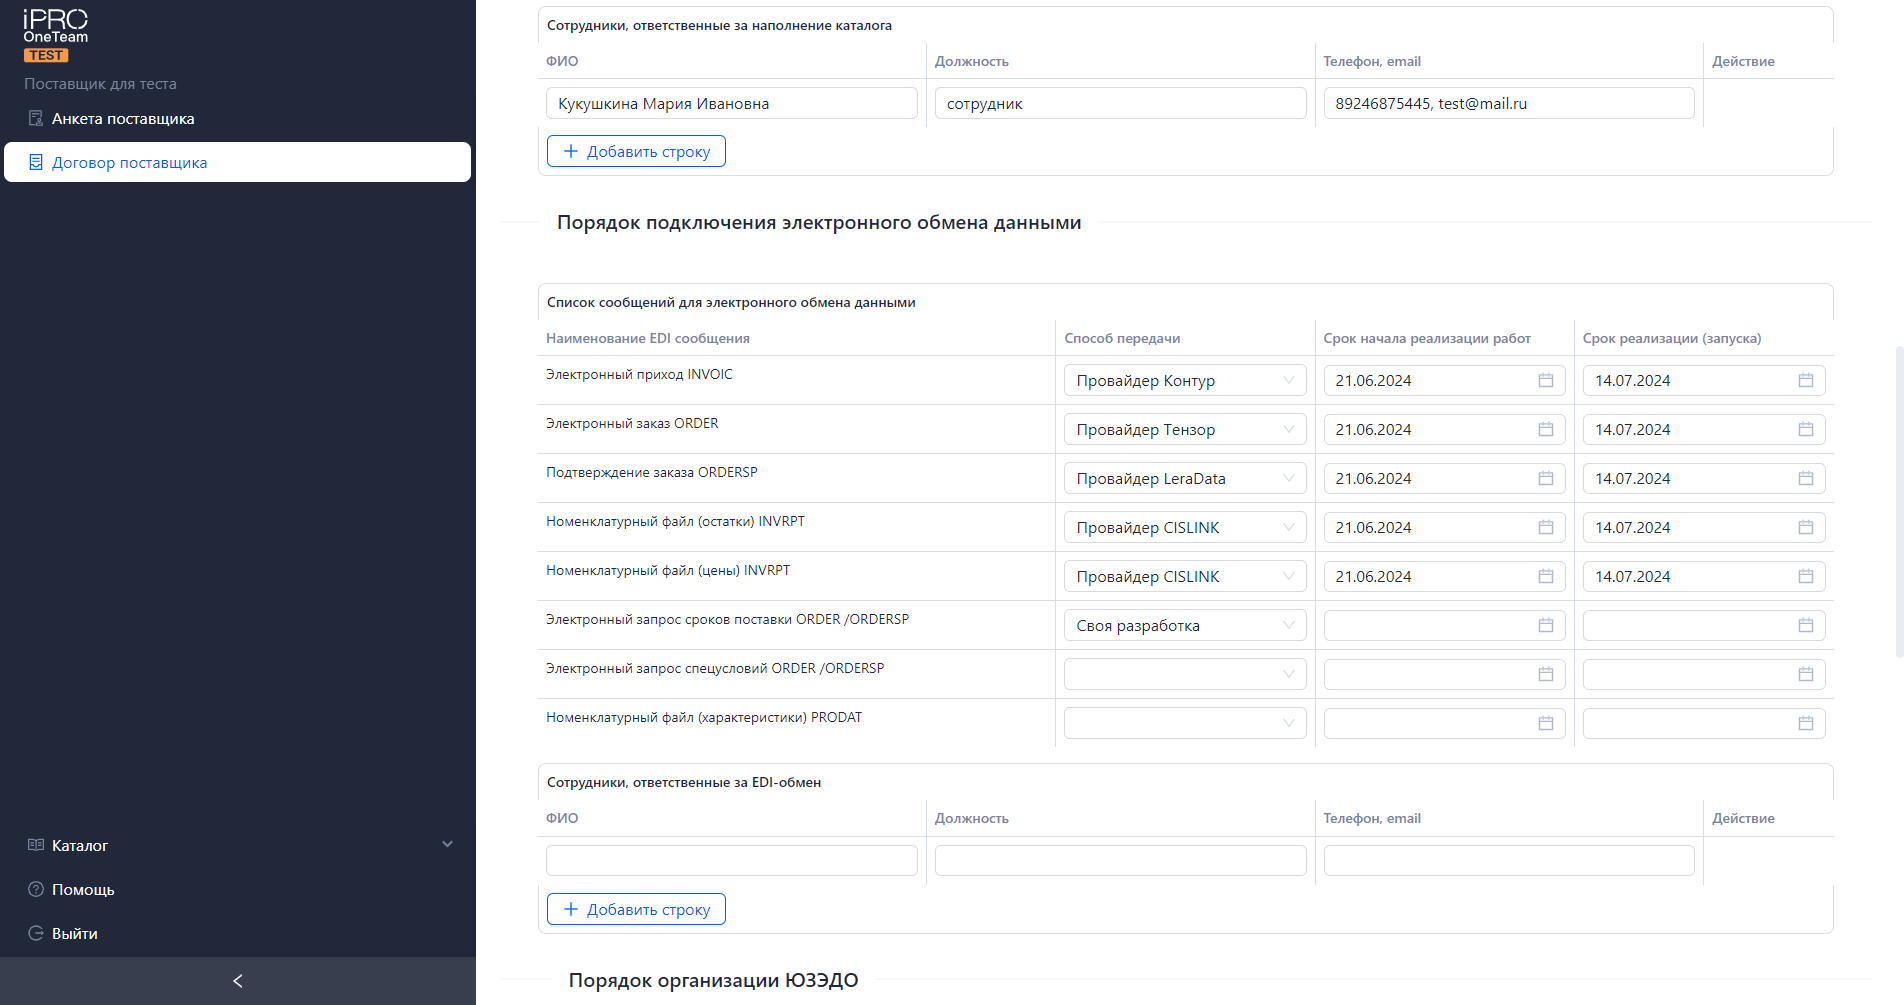 iPRO
OneTeam
TEST
Поставщик для теста
Анкета поставщика
Договор поставщика
Каталог
Помощь
Выйти
Сотрудники, ответственные за наполнение каталога
ФИО Должность Телефон, email Действие
Кукушкина Мария Ивановна сотрудник 89246875445, test@mail.ru
+ Добавить строку
Порядок подключения электронного обмена данными
Список сообщений для электронного обмена данными
Наименование EDI сообщения Способ передачи Срок начала реализации работ Срок реализации (запуска)
Электронный приход INVOIC Провайдер Контур 21.06.2024 14.07.2024
Электронный заказ ORDER Провайдер Тензор 21.06.2024 14.07.2024
Подтверждение заказа ORDERSP Провайдер LeraData 21.06.2024 14.07.2024
Номенклатурный файл (остатки) INVRPT Провайдер CISLINK 21.06.2024 14.07.2024
Номенклатурный файл (цены) INVRPT Провайдер CISLINK 21.06.2024 14.07.2024
Электронный запрос сроков поставки ORDER /ORDERSP Своя разработка
Электронный запрос спецусловий ORDER /ORDERSP
Номенклатурный файл (характеристики) PRODAT
Сотрудники, ответственные за EDI-обмен
ФИО Должность Телефон, email Действие
+ Добавить строку
Порядок организации ЮЗЭДО